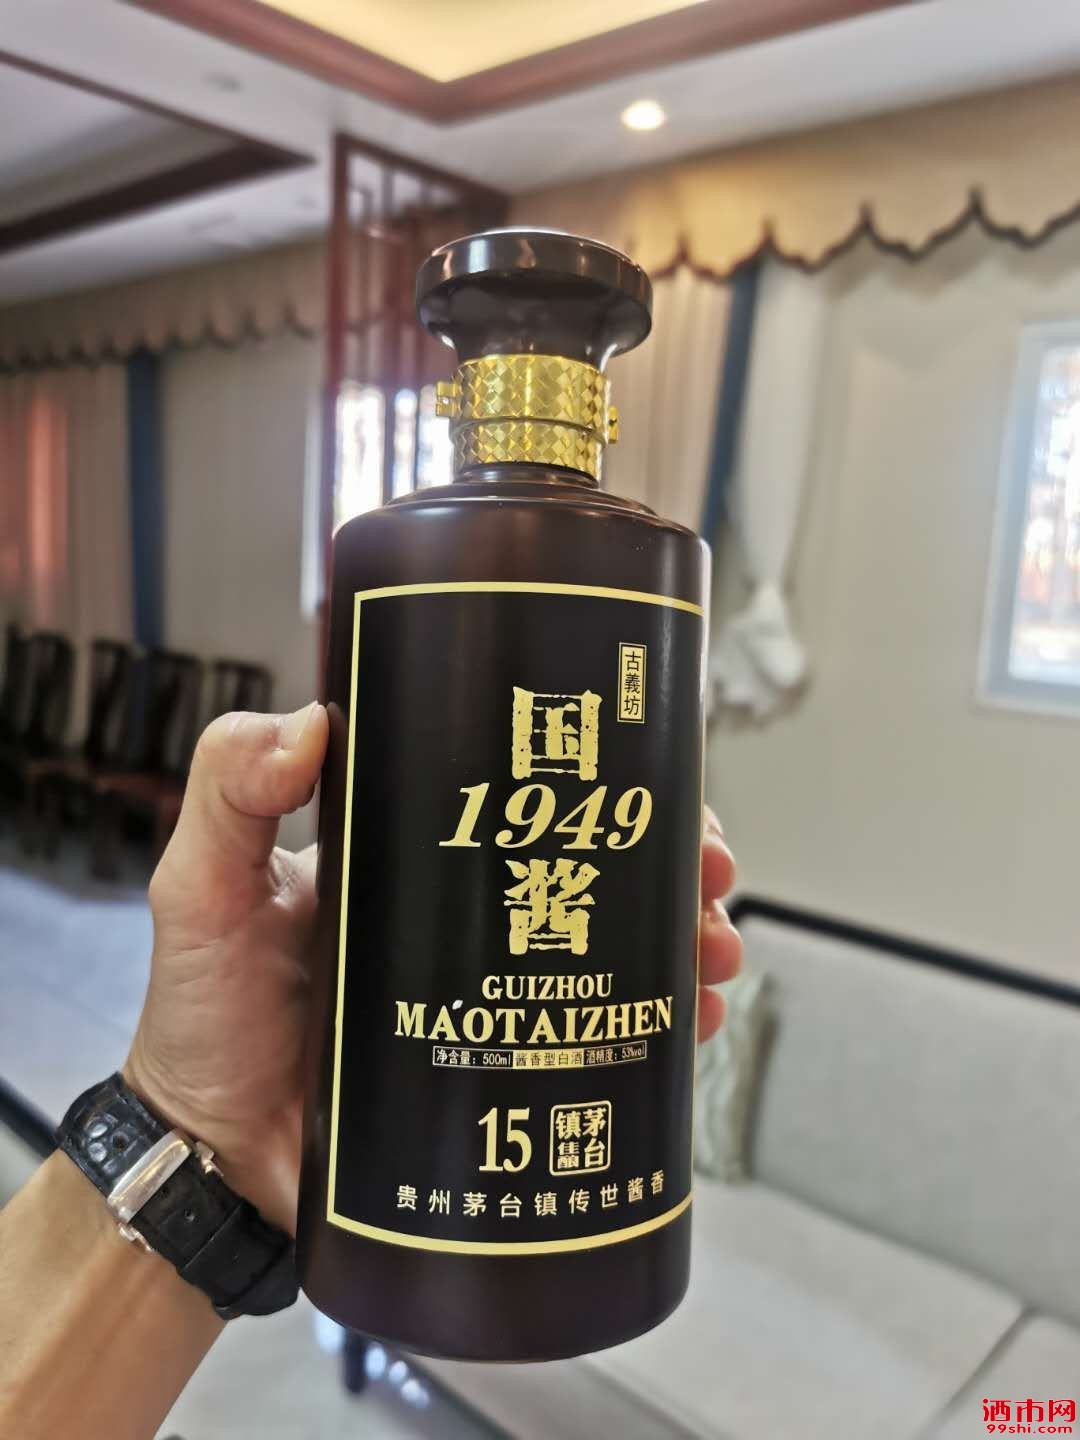 古義坊
国
1949
酱
GUIZHOU
MAOTAIZHEN
净含量：500ml 酱香型白酒 酒精度：53%vol
15
茅台
镇
佳酿
贵州茅台镇传世酱香
酒市网
99shi.com